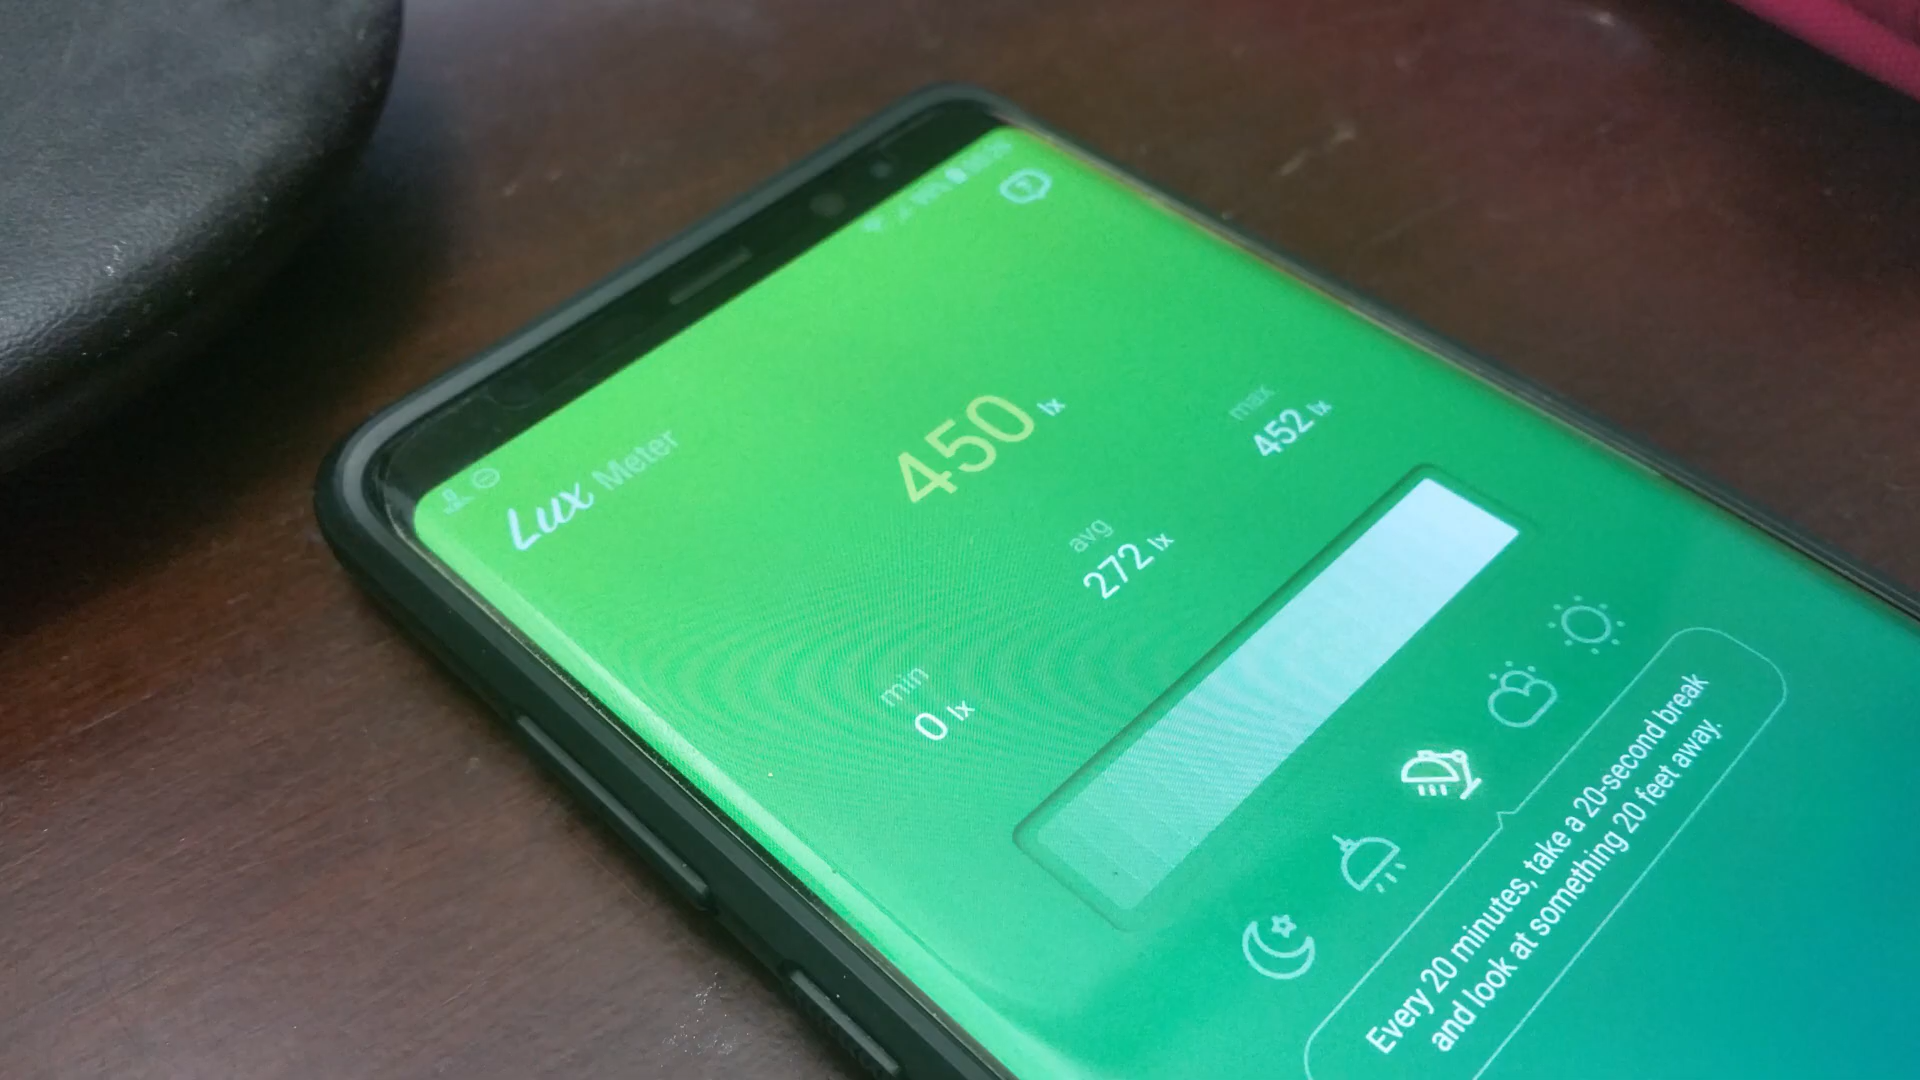 Lux Meter
450 lx
min
0 lx
avg
272 lx
max
452 lx
Every 20 minutes, take a 20-second break
and look at something 20 feet away.